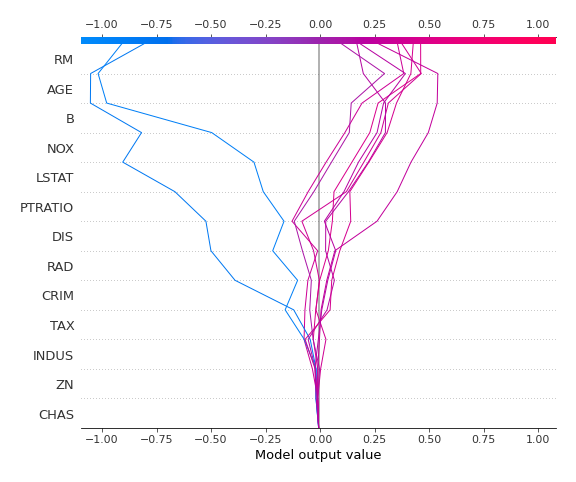 −1.00 −0.75 −0.50 −0.25 0.00 0.25 0.50 0.75 1.00
RM
AGE
B
NOX
LSTAT
PTRATIO
DIS
RAD
CRIM
TAX
INDUS
ZN
CHAS
−1.00 −0.75 −0.50 −0.25 0.00 0.25 0.50 0.75 1.00
Model output value